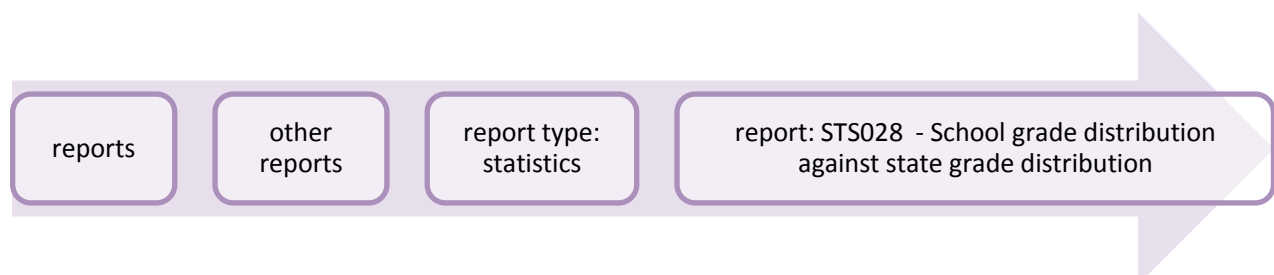 reports
other
reports
report type:
statistics
report: STS028 - School grade distribution
against state grade distribution